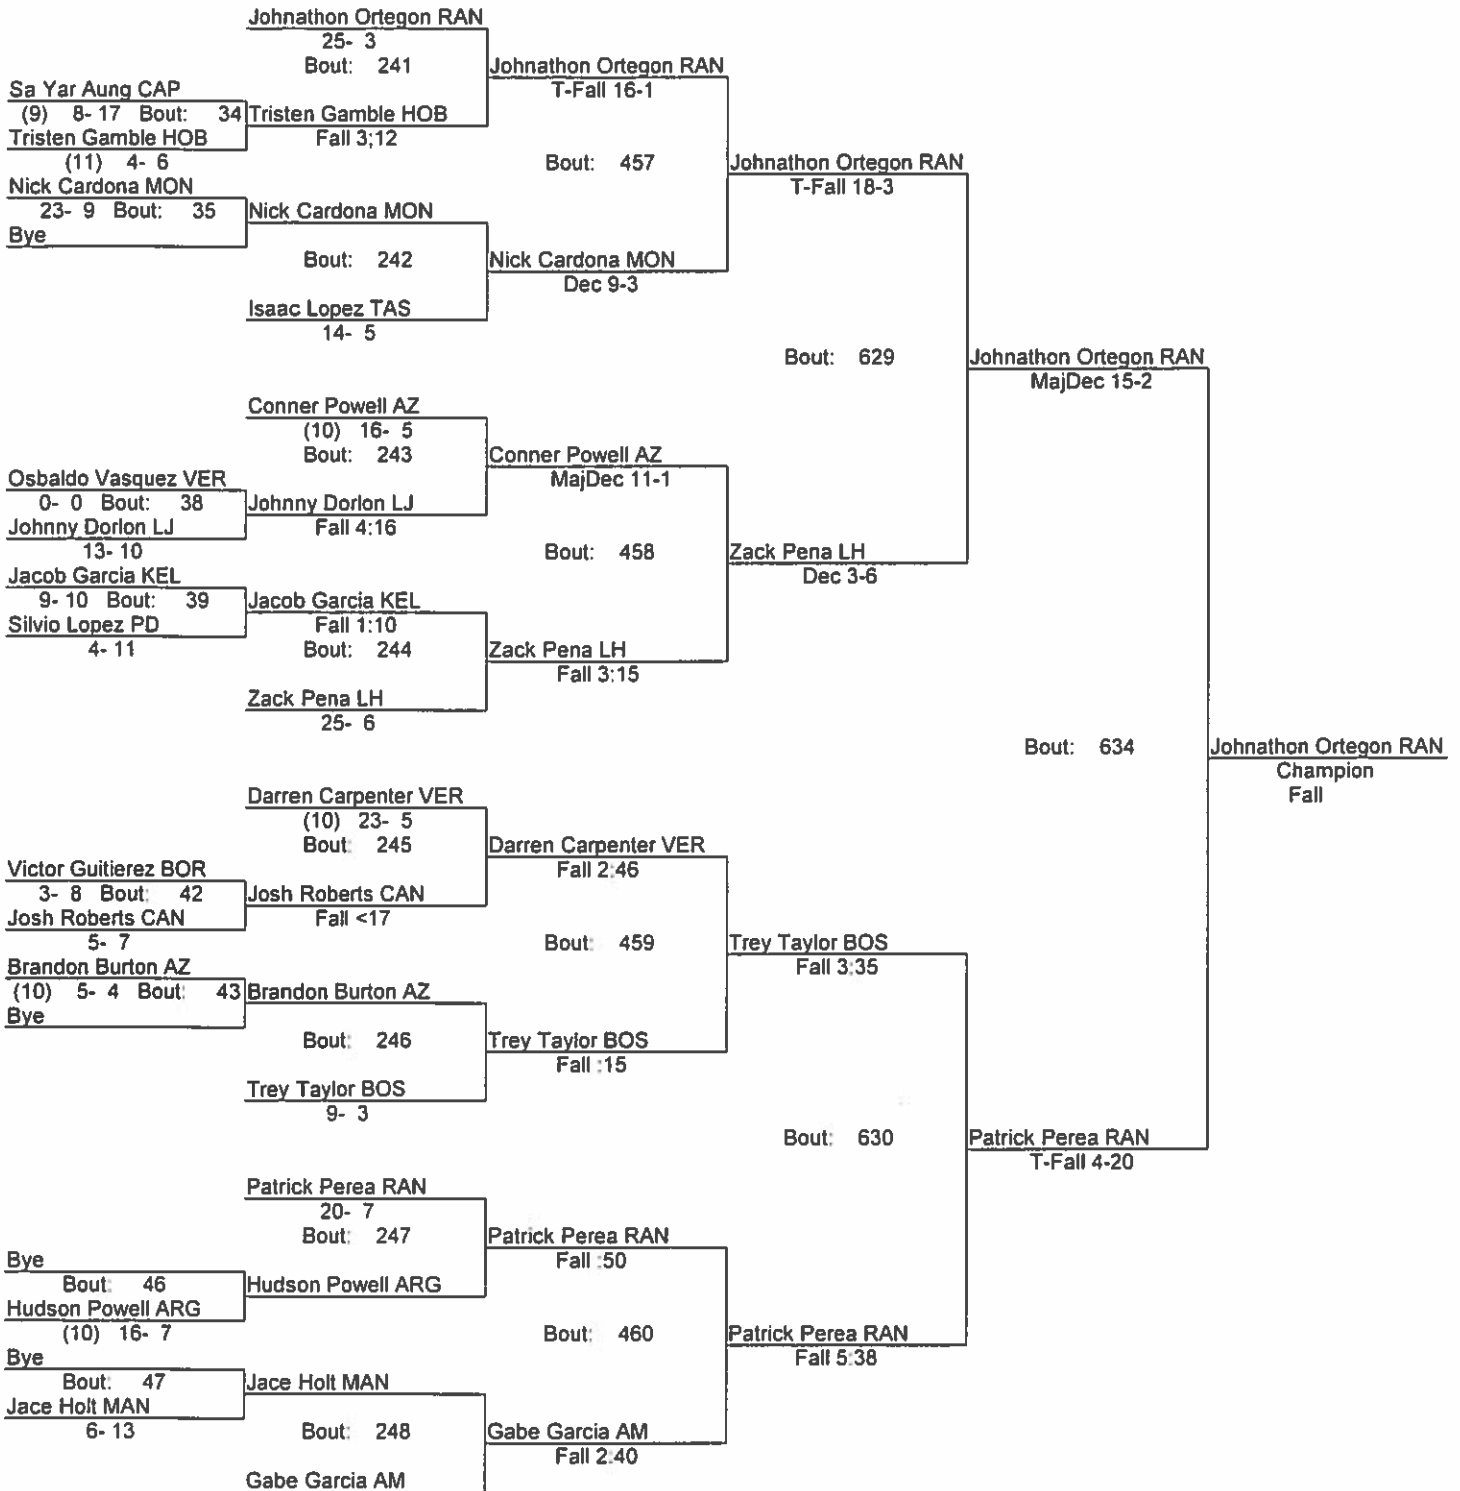 Johnathon Ortegon RAN
25- 3
Bout: 241
Johnathon Ortegon RAN
T-Fall 16-1
Sa Yar Aung CAP
(9) 8- 17 Bout: 34
Tristen Gamble HOB
Fall 3;12
Tristen Gamble HOB
(11) 4- 6
Bout: 457
Johnathon Ortegon RAN
T-Fall 18-3
Nick Cardona MON
23- 9 Bout: 35
Nick Cardona MON
Bye
Bout: 242
Nick Cardona MON
Dec 9-3
Isaac Lopez TAS
14- 5
Bout: 629
Johnathon Ortegon RAN
MajDec 15-2
Conner Powell AZ
(10) 16- 5
Bout: 243
Conner Powell AZ
MajDec 11-1
Osbaldo Vasquez VER
0- 0 Bout: 38
Johnny Dorlon LJ
Fall 4:16
Johnny Dorlon LJ
13- 10
Bout: 458
Zack Pena LH
Dec 3-6
Jacob Garcia KEL
9- 10 Bout: 39
Jacob Garcia KEL
Fall 1:10
Silvio Lopez PD
4- 11
Bout: 244
Zack Pena LH
Fall 3:15
Zack Pena LH
25- 6
Bout: 634
Johnathon Ortegon RAN
Champion
Fall
Darren Carpenter VER
(10) 23- 5
Bout: 245
Darren Carpenter VER
Fall 2:46
Victor Guitierez BOR
3- 8 Bout: 42
Josh Roberts CAN
Fall <17
Josh Roberts CAN
5- 7
Bout: 459
Trey Taylor BOS
Fall 3:35
Brandon Burton AZ
(10) 5- 4 Bout: 43
Brandon Burton AZ
Bye
Bout: 246
Trey Taylor BOS
Fall :15
Trey Taylor BOS
9- 3
Bout: 630
Patrick Perea RAN
T-Fall 4-20
Patrick Perea RAN
20- 7
Bout: 247
Patrick Perea RAN
Fall :50
Bye
Bout: 46
Hudson Powell ARG
Hudson Powell ARG
(10) 16- 7
Bout: 460
Patrick Perea RAN
Fall 5:38
Bye
Bout: 47
Jace Holt MAN
Jace Holt MAN
6- 13
Bout: 248
Gabe Garcia AM
Fall 2:40
Gabe Garcia AM